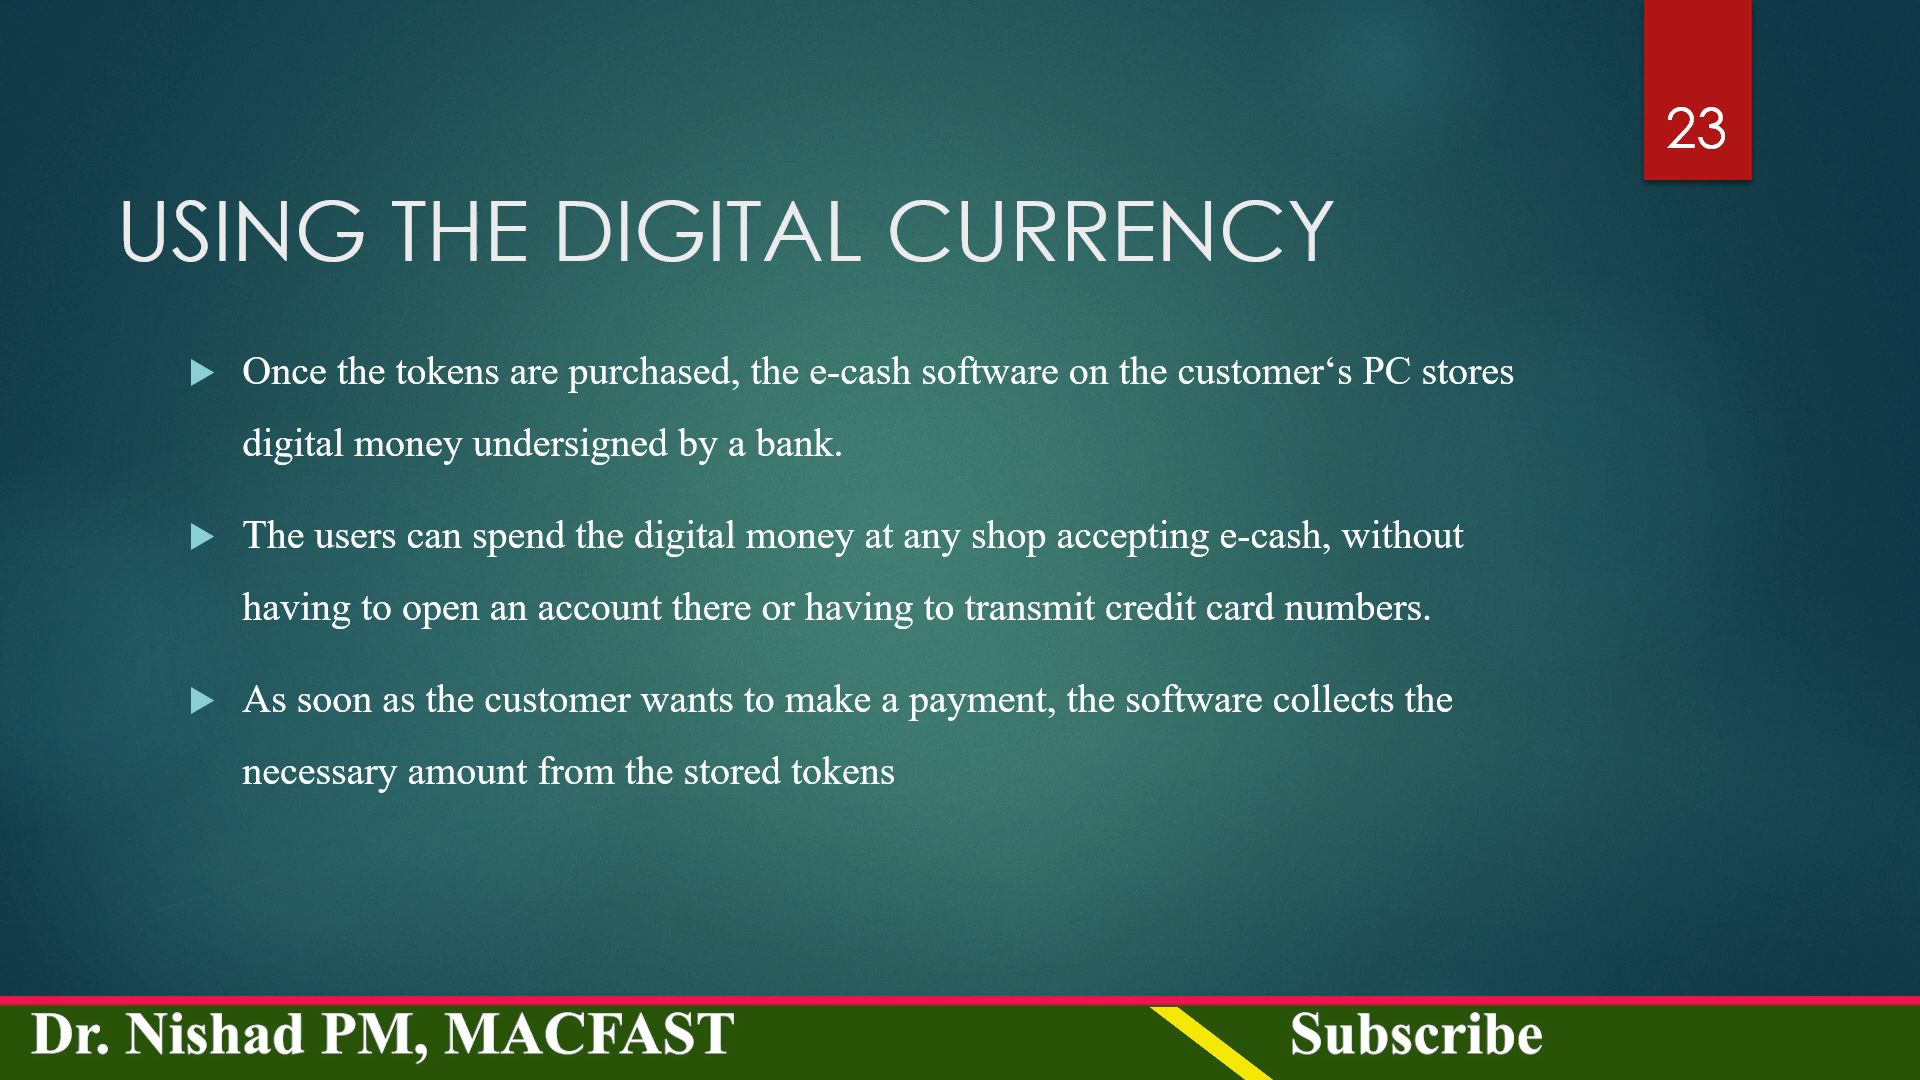 23
USING THE DIGITAL CURRENCY
Once the tokens are purchased, the e-cash software on the customer‘s PC stores
digital money undersigned by a bank.
The users can spend the digital money at any shop accepting e-cash, without
having to open an account there or having to transmit credit card numbers.
As soon as the customer wants to make a payment, the software collects the
necessary amount from the stored tokens
Dr. Nishad PM, MACFAST
Subscribe